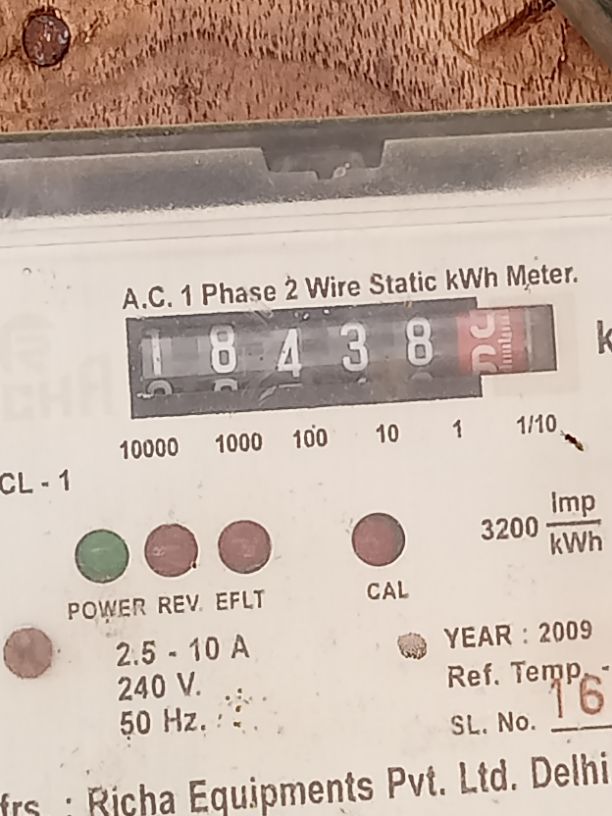 A.C. 1 Phase 2 Wire Static kWh Meter.
1 8 4 3 8
k
10000 1000 100 10 1 1/10
CL - 1
3200 Imp/kWh
POWER REV. EFLT CAL
2.5 - 10 A
240 V.
50 Hz.
YEAR : 2009
Ref. Temp. -
SL. No. 16
frs. : Richa Equipments Pvt. Ltd. Delhi